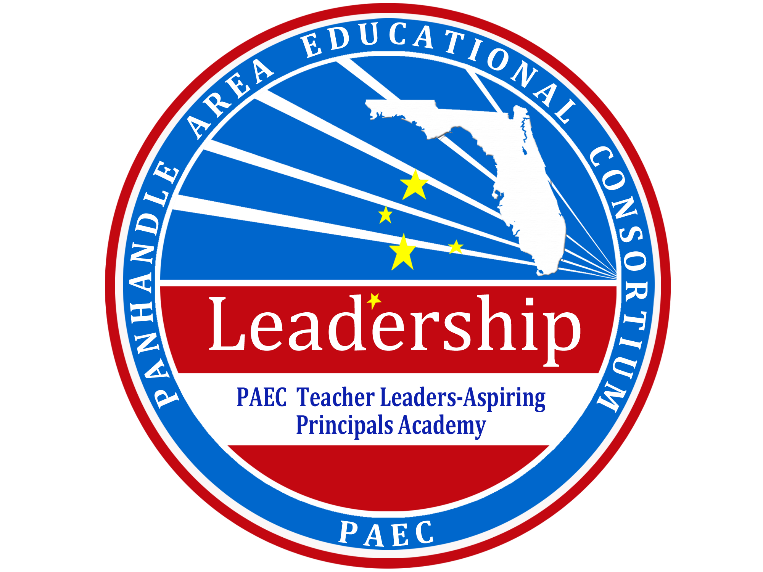 PANHANDLE AREA EDUCATIONAL CONSORTIUM
Leadership
PAEC Teacher Leaders-Aspiring
Principals Academy
PAEC